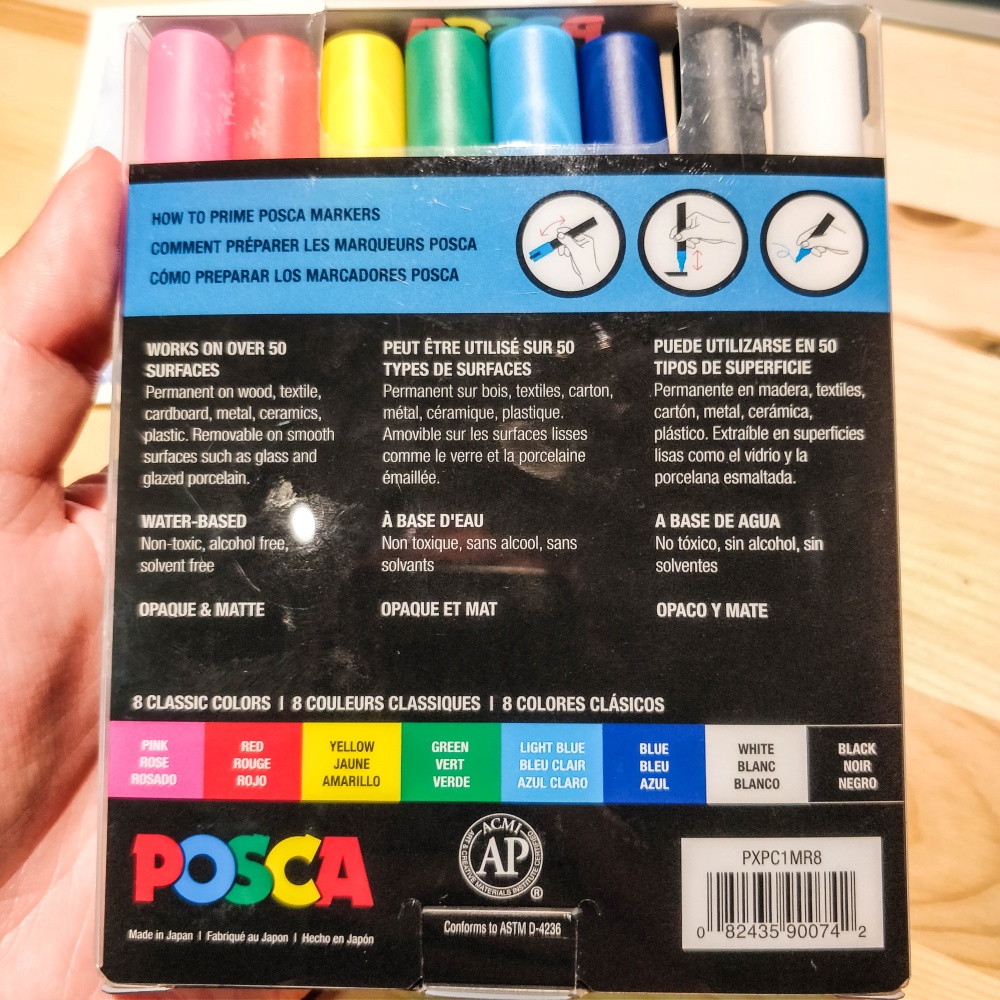 POSCA
HOW TO PRIME POSCA MARKERS
COMMENT PRÉPARER LES MARQUEURS POSCA
CÓMO PREPARAR LOS MARCADORES POSCA
WORKS ON OVER 50
SURFACES
Permanent on wood, textile,
cardboard, metal, ceramics,
plastic. Removable on smooth
surfaces such as glass and
glazed porcelain.
WATER-BASED
Non-toxic, alcohol free,
solvent free
OPAQUE & MATTE
PEUT ÊTRE UTILISÉ SUR 50
TYPES DE SURFACES
Permanent sur bois, textiles, carton,
métal, céramique, plastique.
Amovible sur les surfaces lisses
comme le verre et la porcelaine
émaillée.
À BASE D'EAU
Non toxique, sans alcool, sans
solvants
OPAQUE ET MAT
PUEDE UTILIZARSE EN 50
TIPOS DE SUPERFICIE
Permanente en madera, textiles,
cartón, metal, cerámica,
plástico. Extraíble en superfícies
lisas como el vidrío y la
porcelana esmaltada.
A BASE DE AGUA
No tóxico, sin alcohol, sin
solventes
OPACO Y MATE
8 CLASSIC COLORS | 8 COULEURS CLASSIQUES | 8 COLORES CLÁSICOS
PINK
ROSE
ROSADO
RED
ROUGE
ROJO
YELLOW
JAUNE
AMARILLO
GREEN
VERT
VERDE
LIGHT BLUE
BLEU CLAIR
AZUL CLARO
BLUE
BLEU
AZUL
WHITE
BLANC
BLANCO
BLACK
NOIR
NEGRO
POSCA
Made in Japan | Fabriqué au Japon | Hecho en Japón
ACMI
AP
ART & CREATIVE MATERIALS INSTITUTE CERTIFIED
®
Conforms to ASTM D-4236
PXPC1MR8
0 82435 90074 2